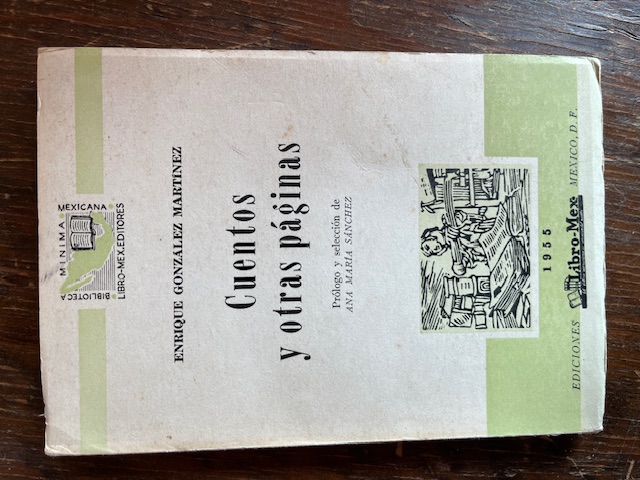 BIBLIOTECA MINIMA MEXICANA
LIBRO-MEX.EDITORES
ENRIQUE GONZALEZ MARTINEZ
Cuentos
y otras páginas
Prólogo y selección de
ANA MARIA SÁNCHEZ
1955
EDICIONES Libro-Mex MEXICO, D. F.